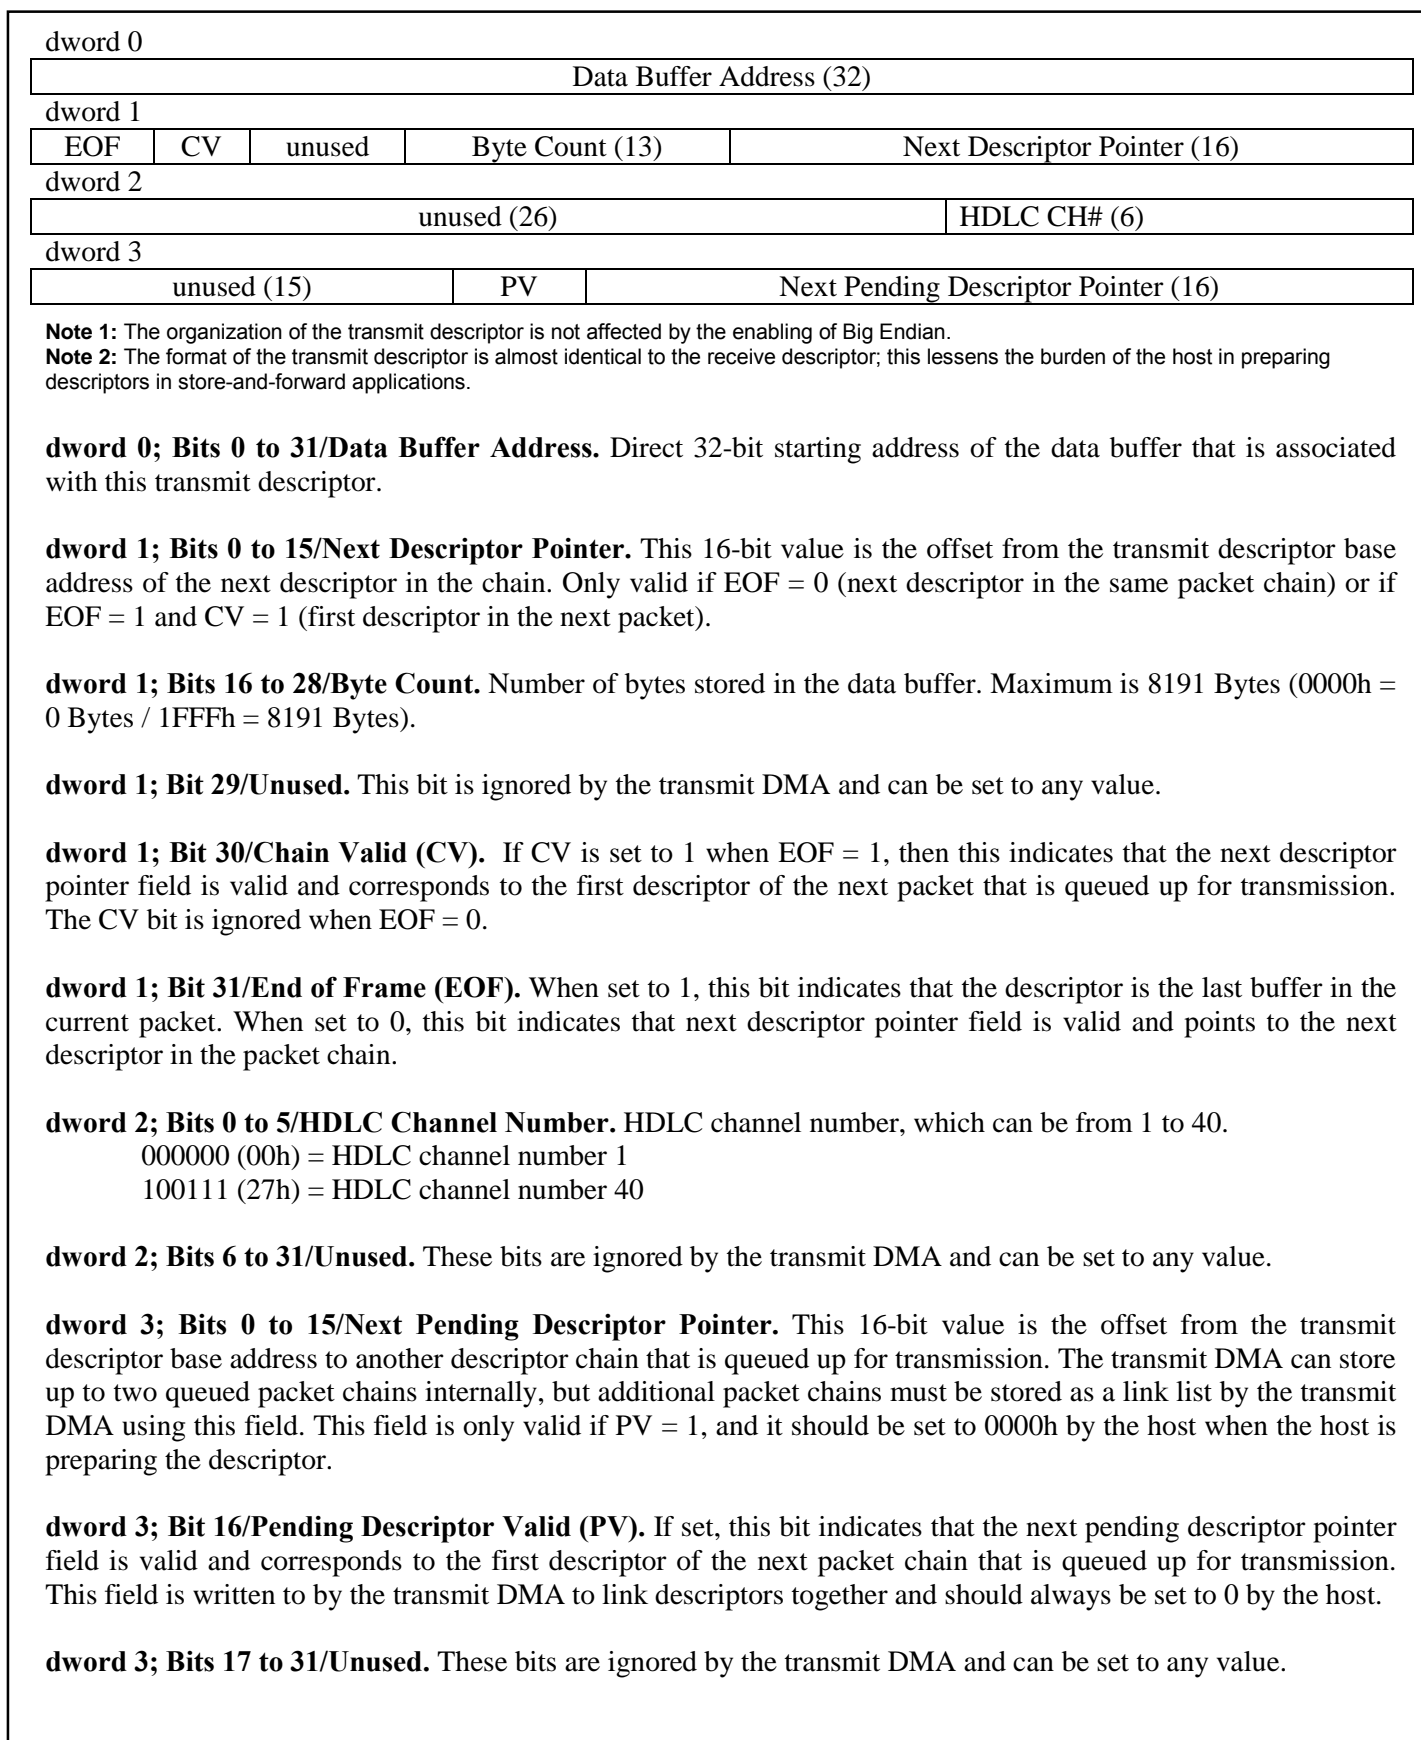 dword 0
Data Buffer Address (32)
dword 1
EOF CV unused Byte Count (13) Next Descriptor Pointer (16)
dword 2
unused (26) HDLC CH# (6)
dword 3
unused (15) PV Next Pending Descriptor Pointer (16)
Note 1: The organization of the transmit descriptor is not affected by the enabling of Big Endian.
Note 2: The format of the transmit descriptor is almost identical to the receive descriptor; this lessens the burden of the host in preparing
descriptors in store-and-forward applications.
dword 0; Bits 0 to 31/Data Buffer Address. Direct 32-bit starting address of the data buffer that is associated
with this transmit descriptor.
dword 1; Bits 0 to 15/Next Descriptor Pointer. This 16-bit value is the offset from the transmit descriptor base
address of the next descriptor in the chain. Only valid if EOF = 0 (next descriptor in the same packet chain) or if
EOF = 1 and CV = 1 (first descriptor in the next packet).
dword 1; Bits 16 to 28/Byte Count. Number of bytes stored in the data buffer. Maximum is 8191 Bytes (0000h =
0 Bytes / 1FFFh = 8191 Bytes).
dword 1; Bit 29/Unused. This bit is ignored by the transmit DMA and can be set to any value.
dword 1; Bit 30/Chain Valid (CV). If CV is set to 1 when EOF = 1, then this indicates that the next descriptor
pointer field is valid and corresponds to the first descriptor of the next packet that is queued up for transmission.
The CV bit is ignored when EOF = 0.
dword 1; Bit 31/End of Frame (EOF). When set to 1, this bit indicates that the descriptor is the last buffer in the
current packet. When set to 0, this bit indicates that next descriptor pointer field is valid and points to the next
descriptor in the packet chain.
dword 2; Bits 0 to 5/HDLC Channel Number. HDLC channel number, which can be from 1 to 40.
000000 (00h) = HDLC channel number 1
100111 (27h) = HDLC channel number 40
dword 2; Bits 6 to 31/Unused. These bits are ignored by the transmit DMA and can be set to any value.
dword 3; Bits 0 to 15/Next Pending Descriptor Pointer. This 16-bit value is the offset from the transmit
descriptor base address to another descriptor chain that is queued up for transmission. The transmit DMA can store
up to two queued packet chains internally, but additional packet chains must be stored as a link list by the transmit
DMA using this field. This field is only valid if PV = 1, and it should be set to 0000h by the host when the host is
preparing the descriptor.
dword 3; Bit 16/Pending Descriptor Valid (PV). If set, this bit indicates that the next pending descriptor pointer
field is valid and corresponds to the first descriptor of the next packet chain that is queued up for transmission.
This field is written to by the transmit DMA to link descriptors together and should always be set to 0 by the host.
dword 3; Bits 17 to 31/Unused. These bits are ignored by the transmit DMA and can be set to any value.